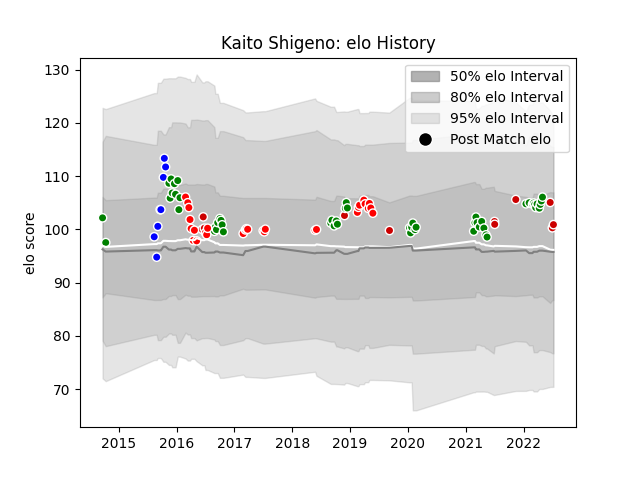 Kaito Shigeno: elo History
130
120
110
100
90
80
70
elo score
50% elo Interval
80% elo Interval
95% elo Interval
Post Match elo
2015
2016
2017
2018
2019
2020
2021
2022